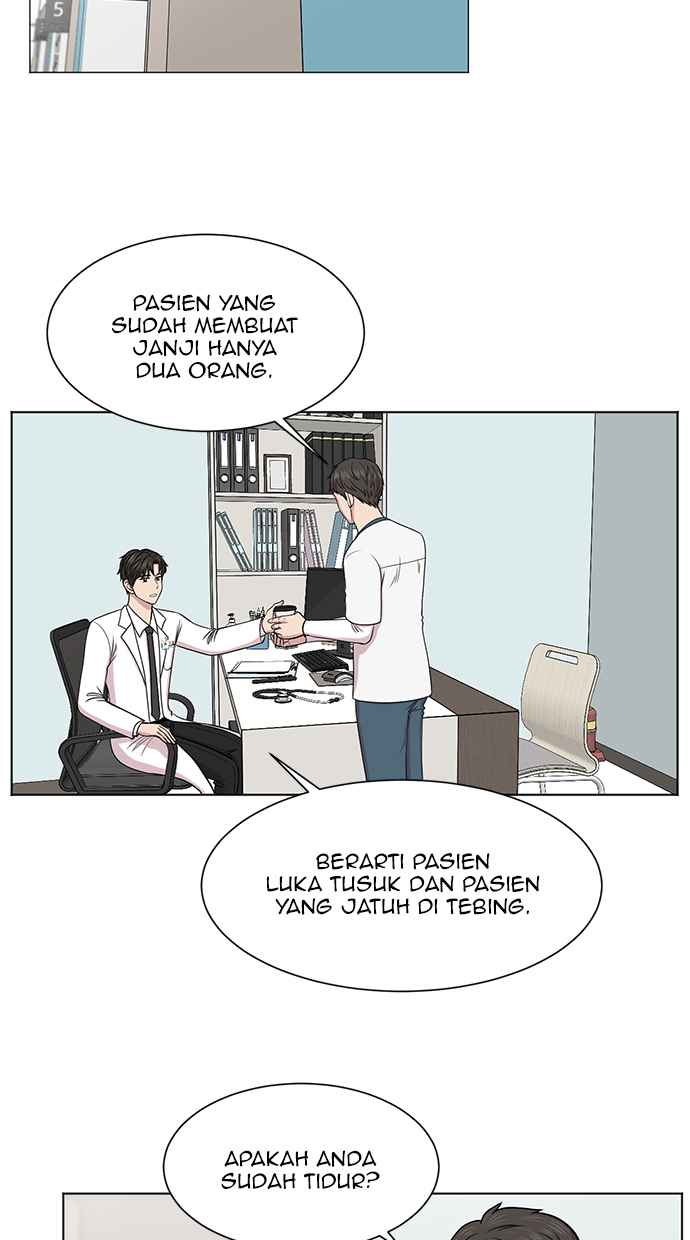 5
PASIEN YANG
SUDAH MEMBUAT
JANJI HANYA
DUA ORANG.
BERARTI PASIEN
LUKA TUSUK DAN PASIEN
YANG JATUH DI TEBING.
APAKAH ANDA
SUDAH TIDUR?